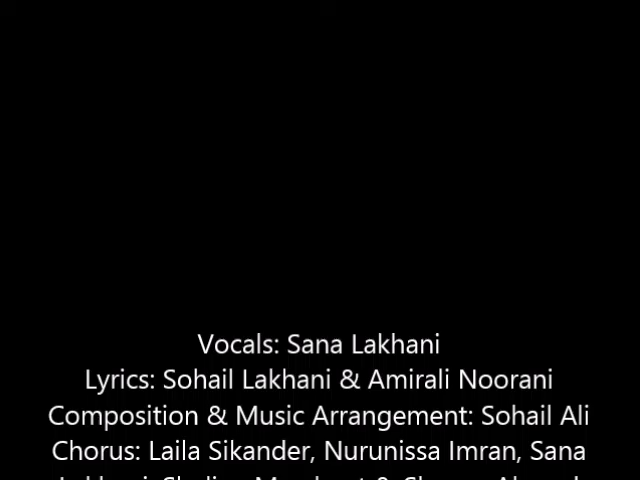 Vocals: Sana Lakhani
Lyrics: Sohail Lakhani & Amirali Noorani
Composition & Music Arrangement: Sohail Ali
Chorus: Laila Sikander, Nurunissa Imran, Sana